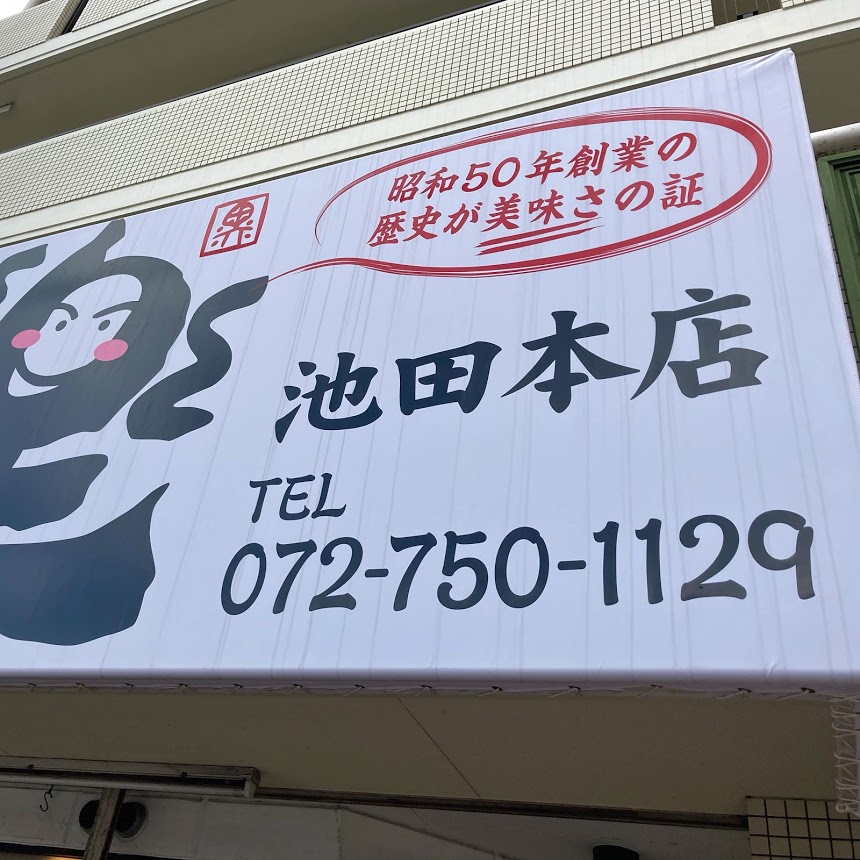 昭和50年創業の
歴史が美味さの証
池田本店
TEL
072-750-1129